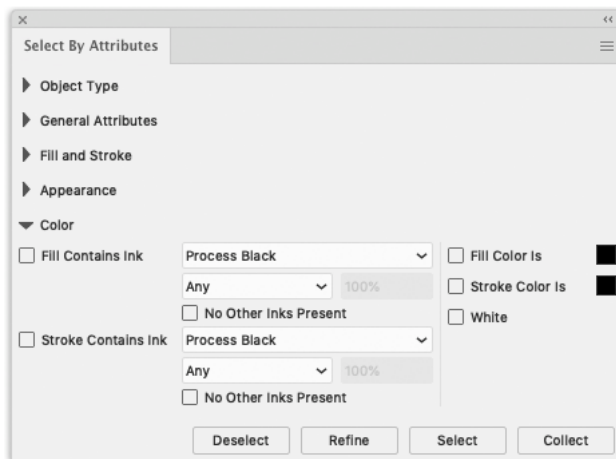 Select By Attributes
Object Type
General Attributes
Fill and Stroke
Appearance
Color
Fill Contains Ink Process Black Fill Color Is
Any 100% Stroke Color Is
No Other Inks Present White
Stroke Contains Ink Process Black
Any 100%
No Other Inks Present
Deselect Refine Select Collect